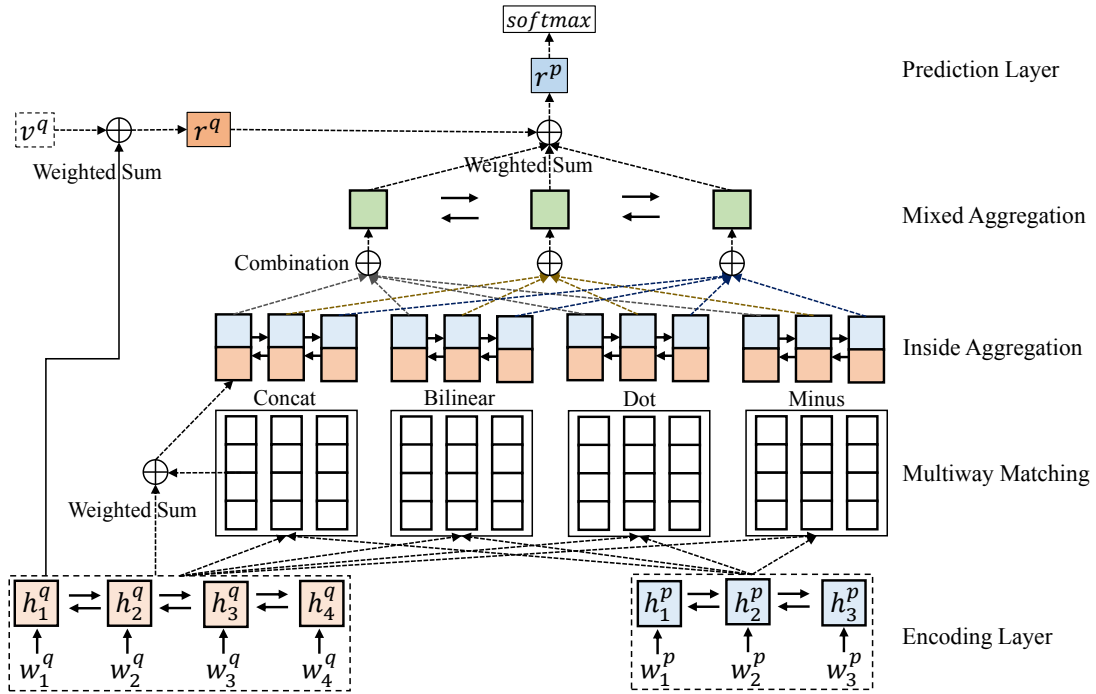 softmax
r^p
Prediction Layer
v^q
r^q
Weighted Sum
Weighted Sum
Mixed Aggregation
Combination
Inside Aggregation
Concat Bilinear Dot Minus
Multiway Matching
Weighted Sum
h_1^q h_2^q h_3^q h_4^q
h_1^p h_2^p h_3^p
Encoding Layer
w_1^q w_2^q w_3^q w_4^q
w_1^p w_2^p w_3^p